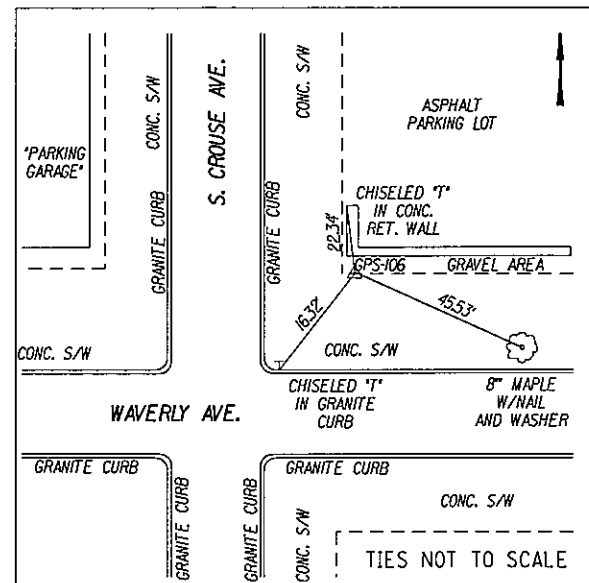 CONC. S/W
S. CROUSE AVE.
CONC. S/W
ASPHALT
PARKING LOT
"PARKING
GARAGE"
GRANITE CURB
GRANITE CURB
CHISELED "T"
IN CONC.
RET. WALL
22.34'
GPS-106
GRAVEL AREA
16.32'
45.53'
CONC. S/W
CONC. S/W
CHISELED "T"
IN GRANITE
CURB
8" MAPLE
W/NAIL
AND WASHER
WAVERLY AVE.
GRANITE CURB
GRANITE CURB
GRANITE CURB
GRANITE CURB
CONC. S/W
CONC. S/W
TIES NOT TO SCALE